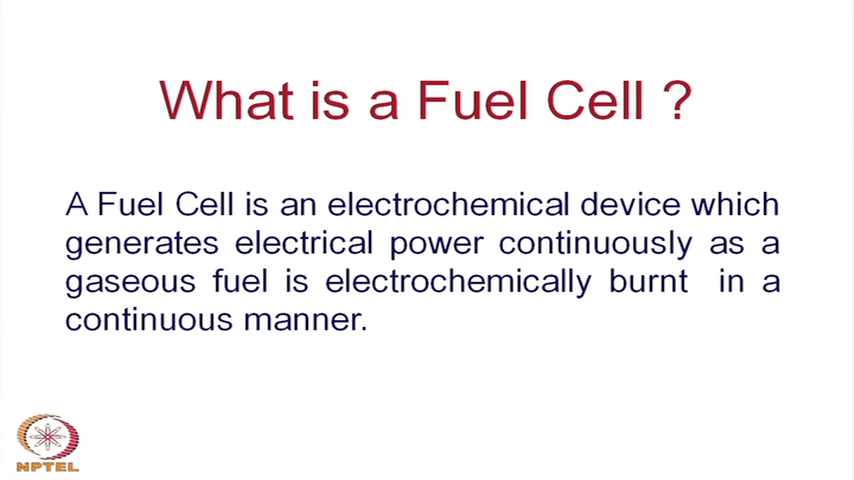 What is a Fuel Cell ?
A Fuel Cell is an electrochemical device which
generates electrical power continuously as a
gaseous fuel is electrochemically burnt in a
continuous manner.
NPTEL